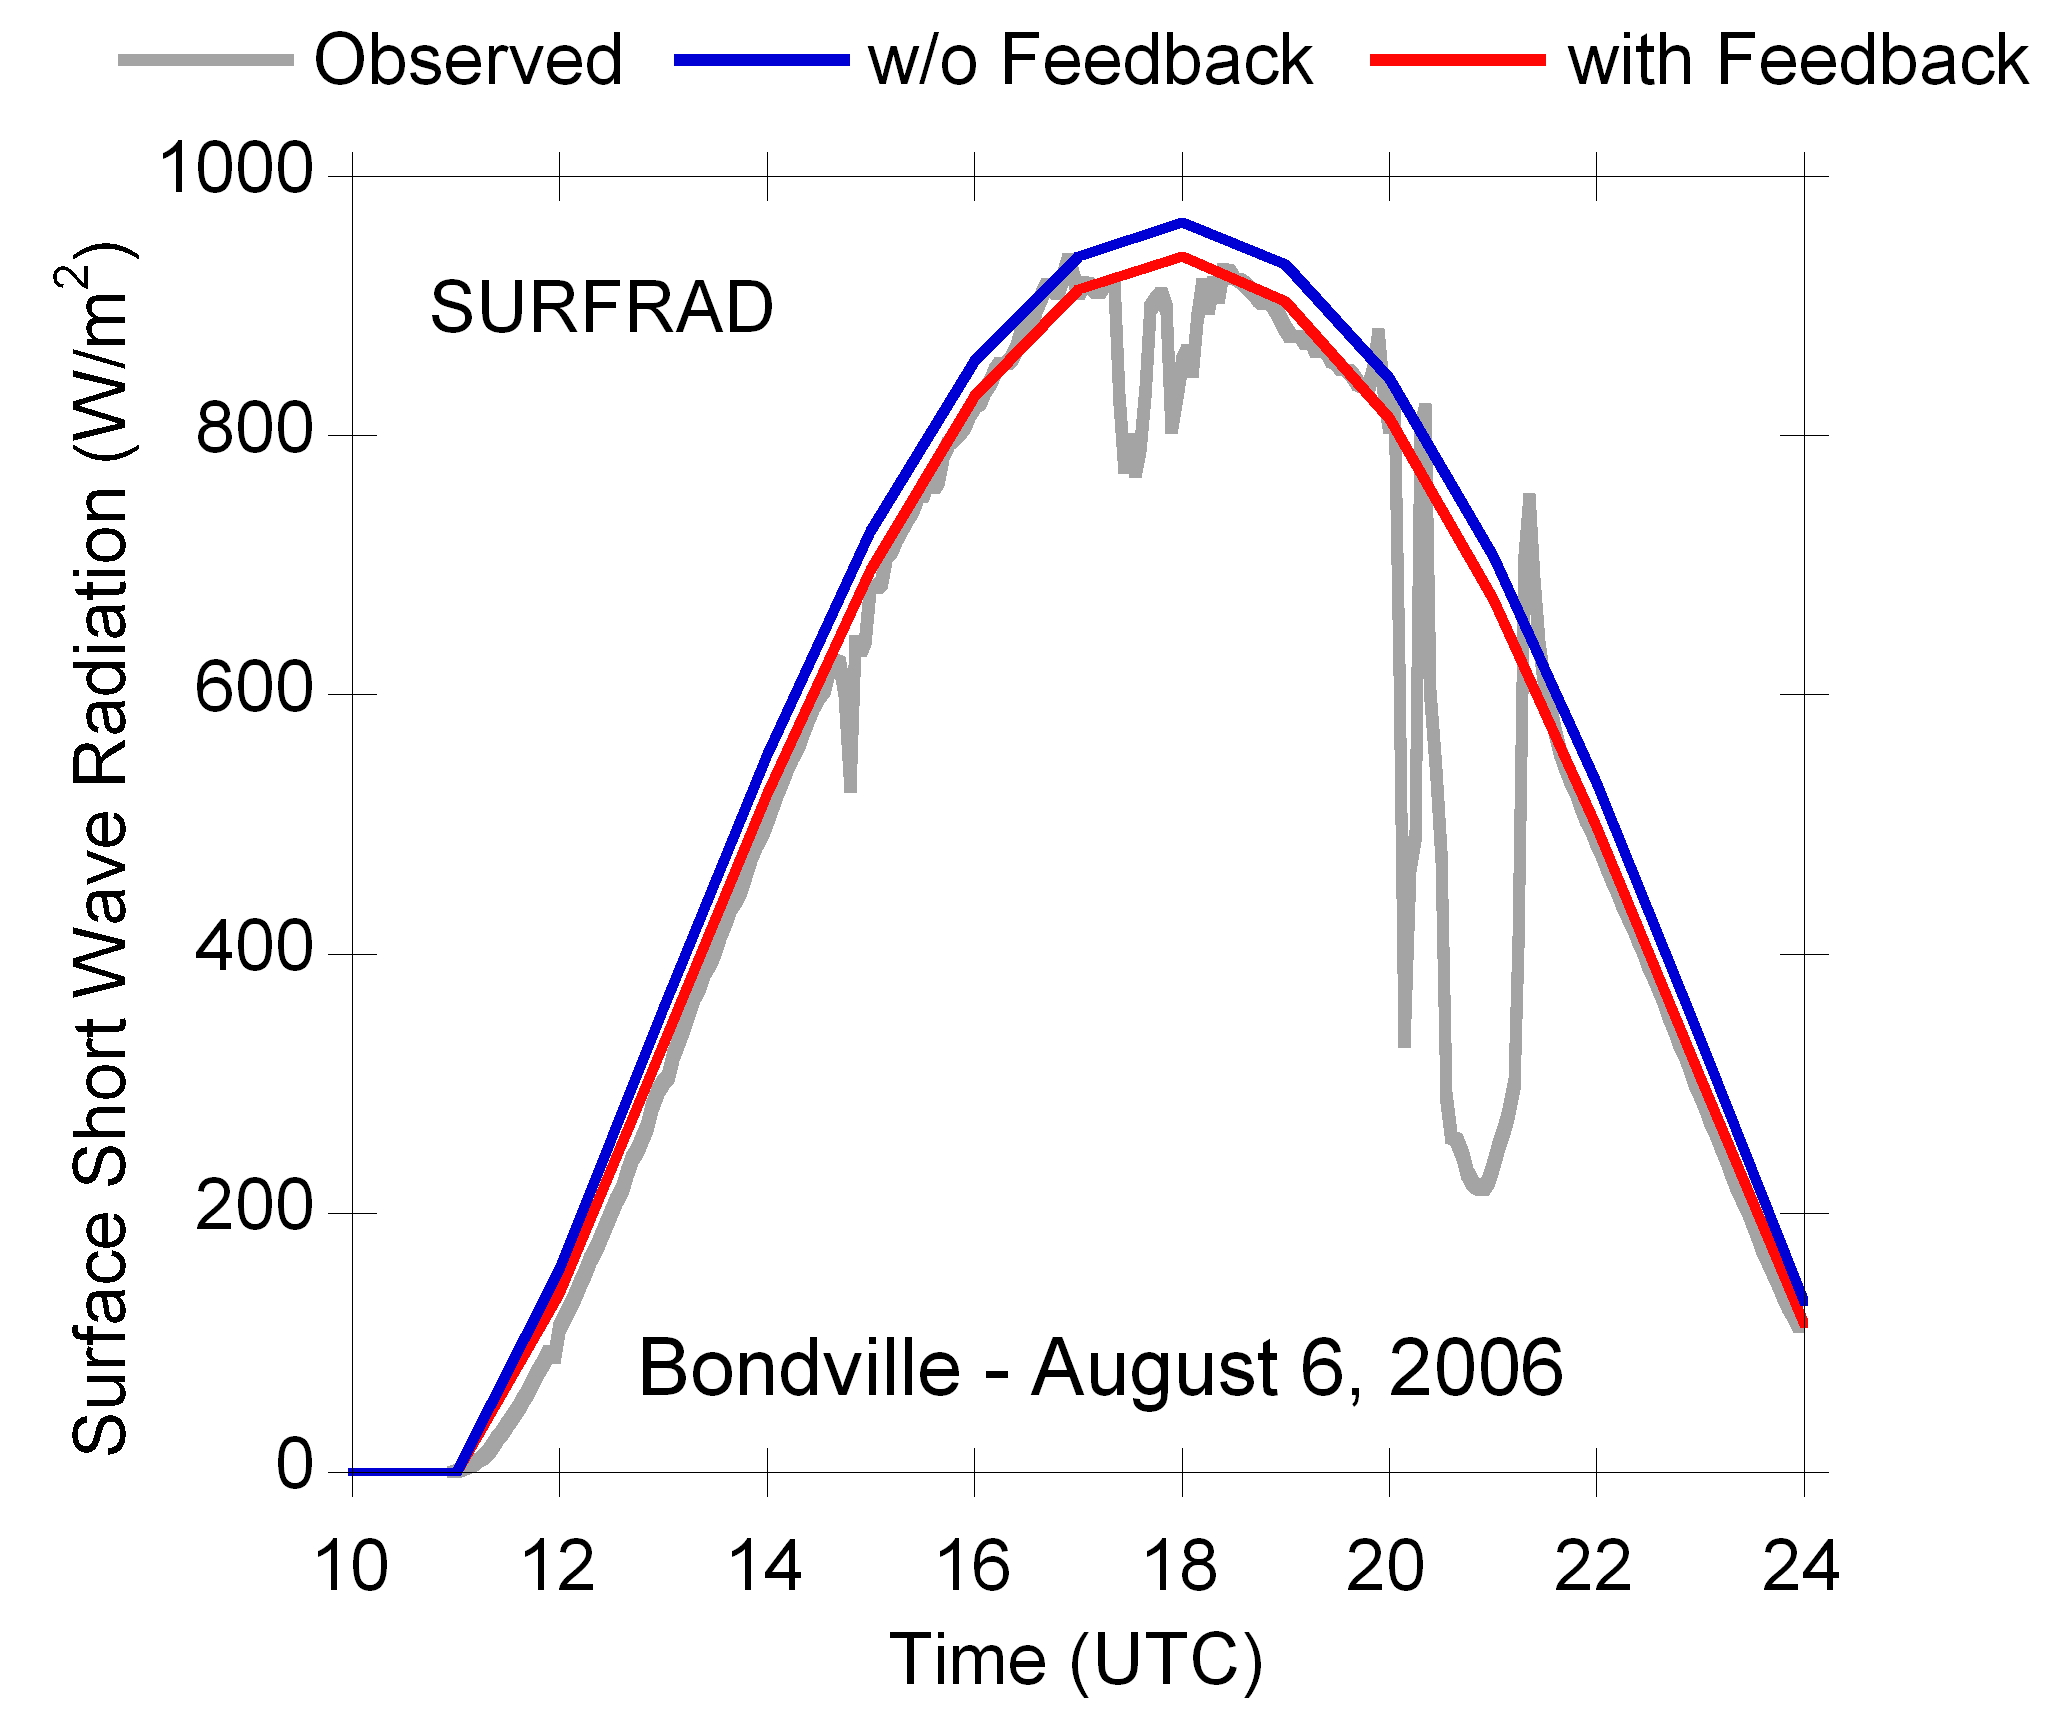 Observed w/o Feedback with Feedback
1000
800
600
400
200
0
Surface Short Wave Radiation (W/m²)
SURFRAD
Bondville - August 6, 2006
10 12 14 16 18 20 22 24
Time (UTC)